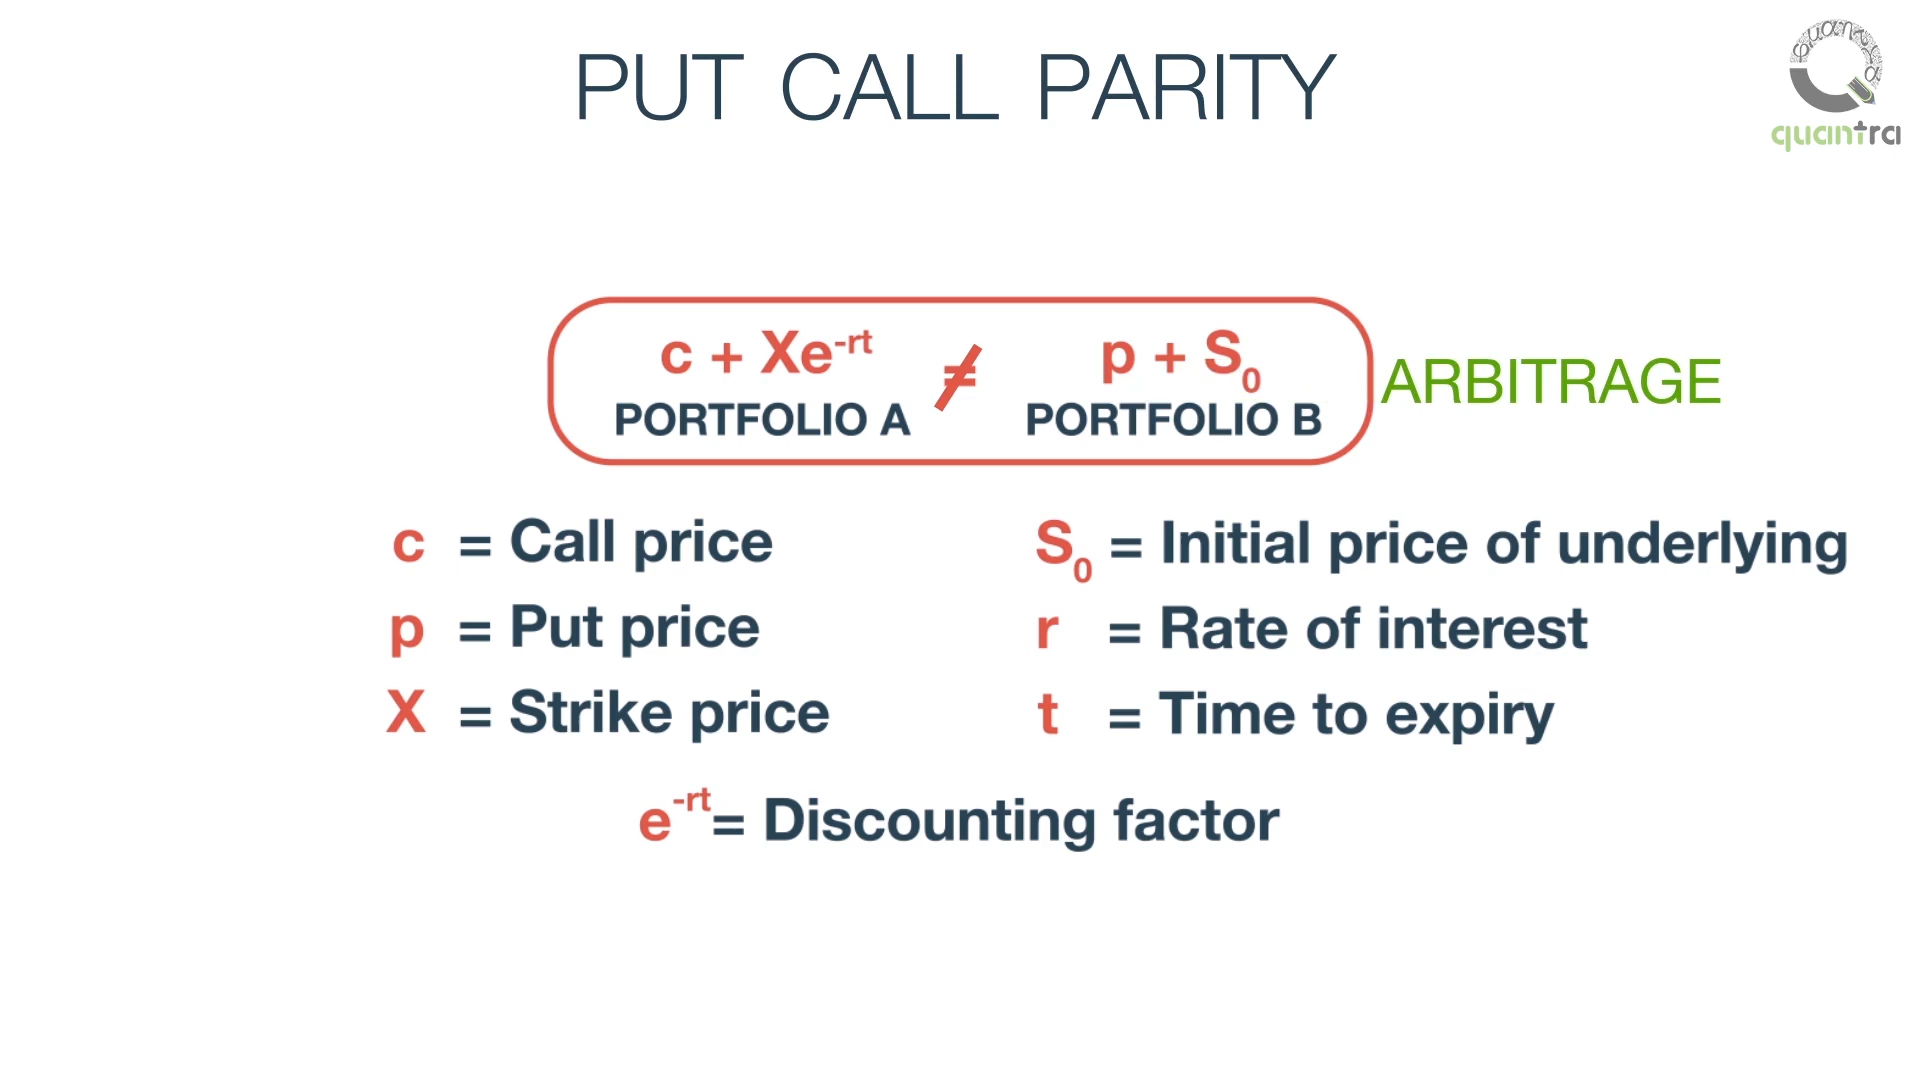 PUT CALL PARITY
quantra
c + Xe^-rt ≠ p + S₀
PORTFOLIO A PORTFOLIO B
ARBITRAGE
c = Call price
S₀ = Initial price of underlying
p = Put price
r = Rate of interest
X = Strike price
t = Time to expiry
e^-rt = Discounting factor